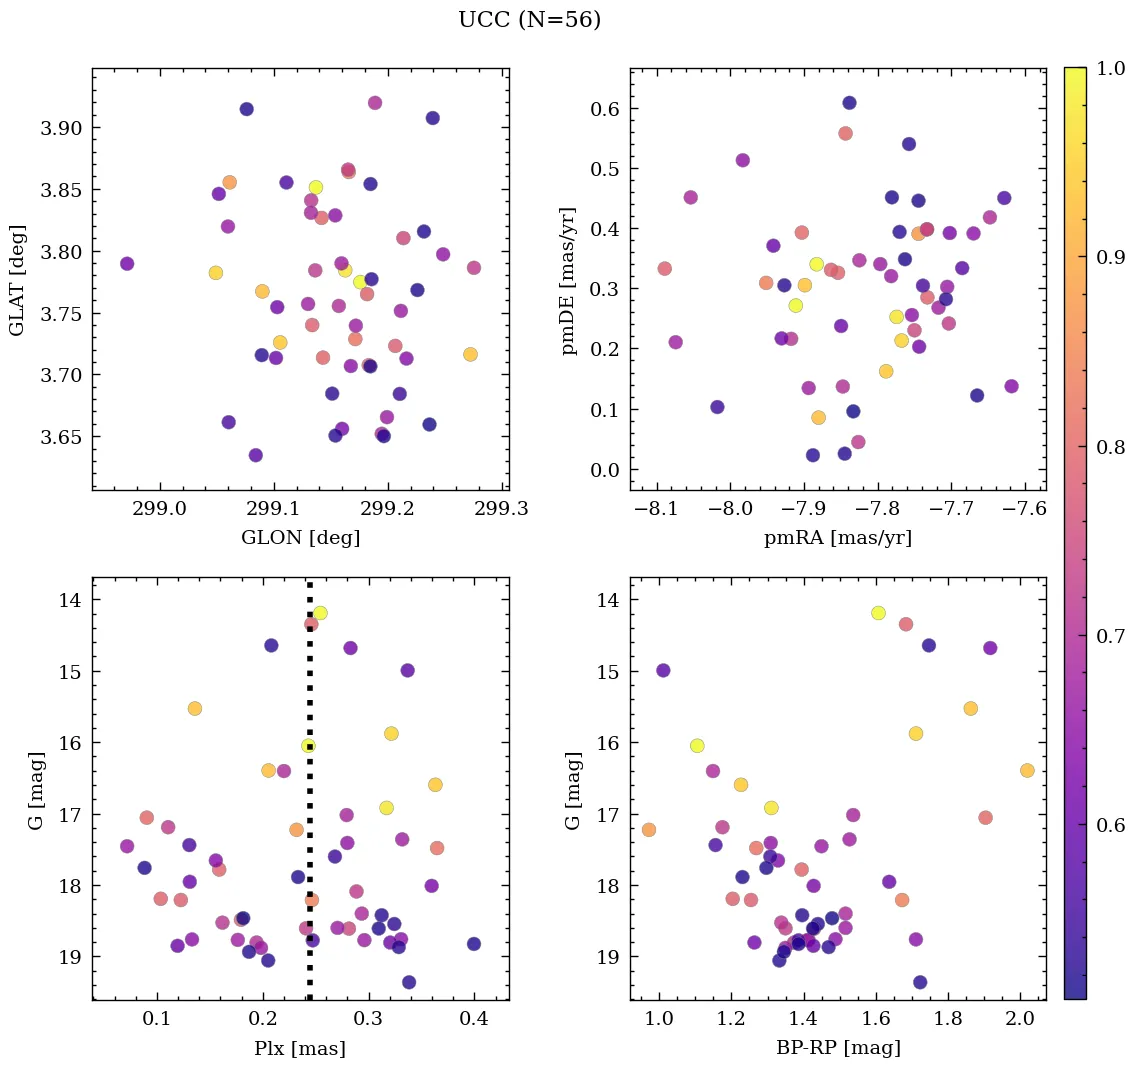 UCC (N=56)
3.90
3.85
3.80
3.75
3.70
3.65
GLAT [deg]
299.0 299.1 299.2 299.3
GLON [deg]
0.6
0.5
0.4
0.3
0.2
0.1
0.0
pmDE [mas/yr]
−8.1 −8.0 −7.9 −7.8 −7.7 −7.6
pmRA [mas/yr]
1.0
0.9
0.8
0.7
0.6
14
15
16
17
18
19
G [mag]
0.1 0.2 0.3 0.4
Plx [mas]
14
15
16
17
18
19
G [mag]
1.0 1.2 1.4 1.6 1.8 2.0
BP-RP [mag]